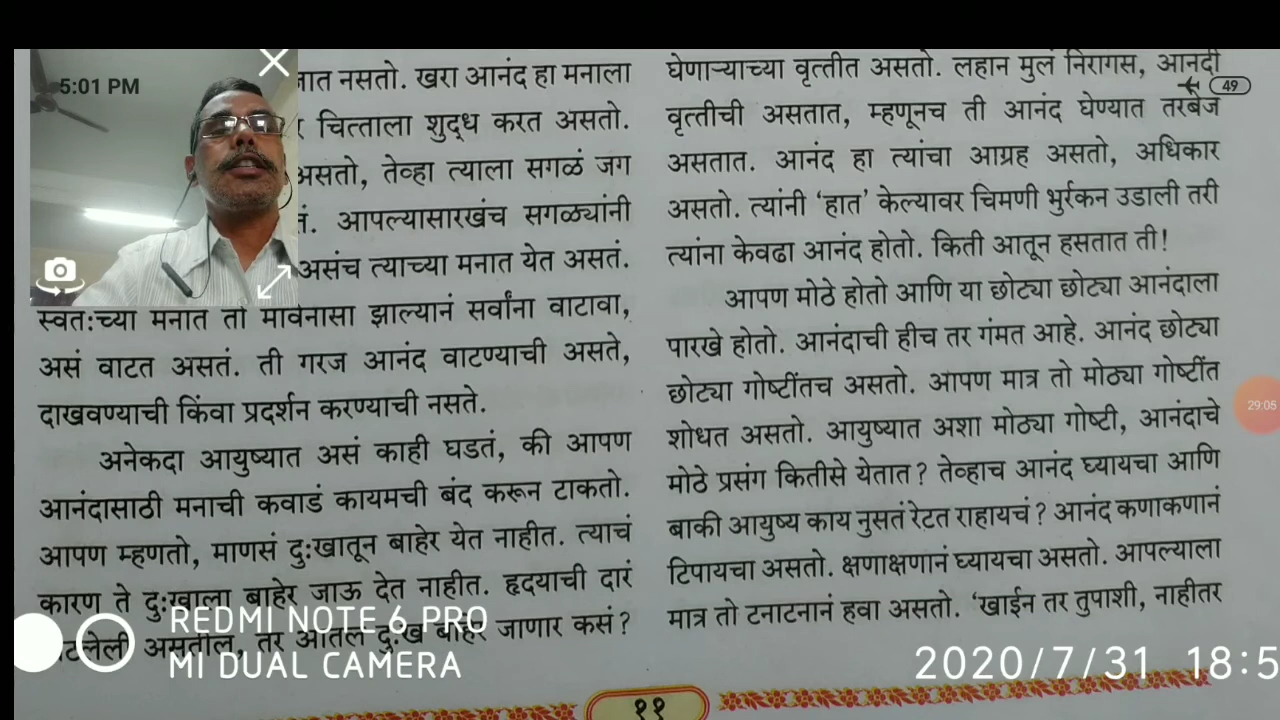 5:01 PM
नसतो. खरा आनंद हा मनाला
चित्ताला शुद्ध करत असतो.
असतो, तेव्हा त्याला सगळं जग
आपल्यासारखंच सगळ्यांनी
असंच त्याच्या मनात येत असतं.
स्वत:च्या मनात तो मावेनासा झाल्यानं सर्वांना वाटावा,
असं वाटत असतं. ती गरज आनंद वाटण्याची असते,
दाखवण्याची किंवा प्रदर्शन करण्याची नसते.
अनेकदा आयुष्यात असं काही घडतं, की आपण
आनंदासाठी मनाची कवाडं कायमची बंद करून टाकतो.
आपण म्हणतो, माणसं दु:खातून बाहेर येत नाहीत. त्याचं
कारण ते दु:खाला बाहेर जाऊ देत नाहीत. हृदयाची दारं
असतील, तर आतलं दु:ख बाहेर जाणार कसं?
घेणाऱ्याच्या वृत्तीत असतो. लहान मुलं निरागस, आनंदी
वृत्तीची असतात, म्हणूनच ती आनंद घेण्यात तरबेज
असतात. आनंद हा त्यांचा आग्रह असतो, अधिकार
असतो. त्यांनी ‘हात’ केल्यावर चिमणी भुर्रकन उडाली तरी
त्यांना केवढा आनंद होतो. किती आतून हसतात ती!
आपण मोठे होतो आणि या छोट्या छोट्या आनंदाला
पारखे होतो. आनंदाची हीच तर गंमत आहे. आनंद छोट्या
छोट्या गोष्टींतच असतो. आपण मात्र तो मोठ्या गोष्टींत
शोधत असतो. आयुष्यात अशा मोठ्या गोष्टी, आनंदाचे
मोठे प्रसंग कितीसे येतात? तेव्हाच आनंद घ्यायचा आणि
बाकी आयुष्य काय नुसतं रेटत राहायचं? आनंद कणाकणानं
टिपायचा असतो. क्षणाक्षणानं घ्यायचा असतो. आपल्याला
मात्र तो टनाटनानं हवा असतो. ‘खाईन तर तुपाशी, नाहीतर
११
49
29:05
REDMI NOTE 6 PRO
MI DUAL CAMERA
2020/7/31 18:5